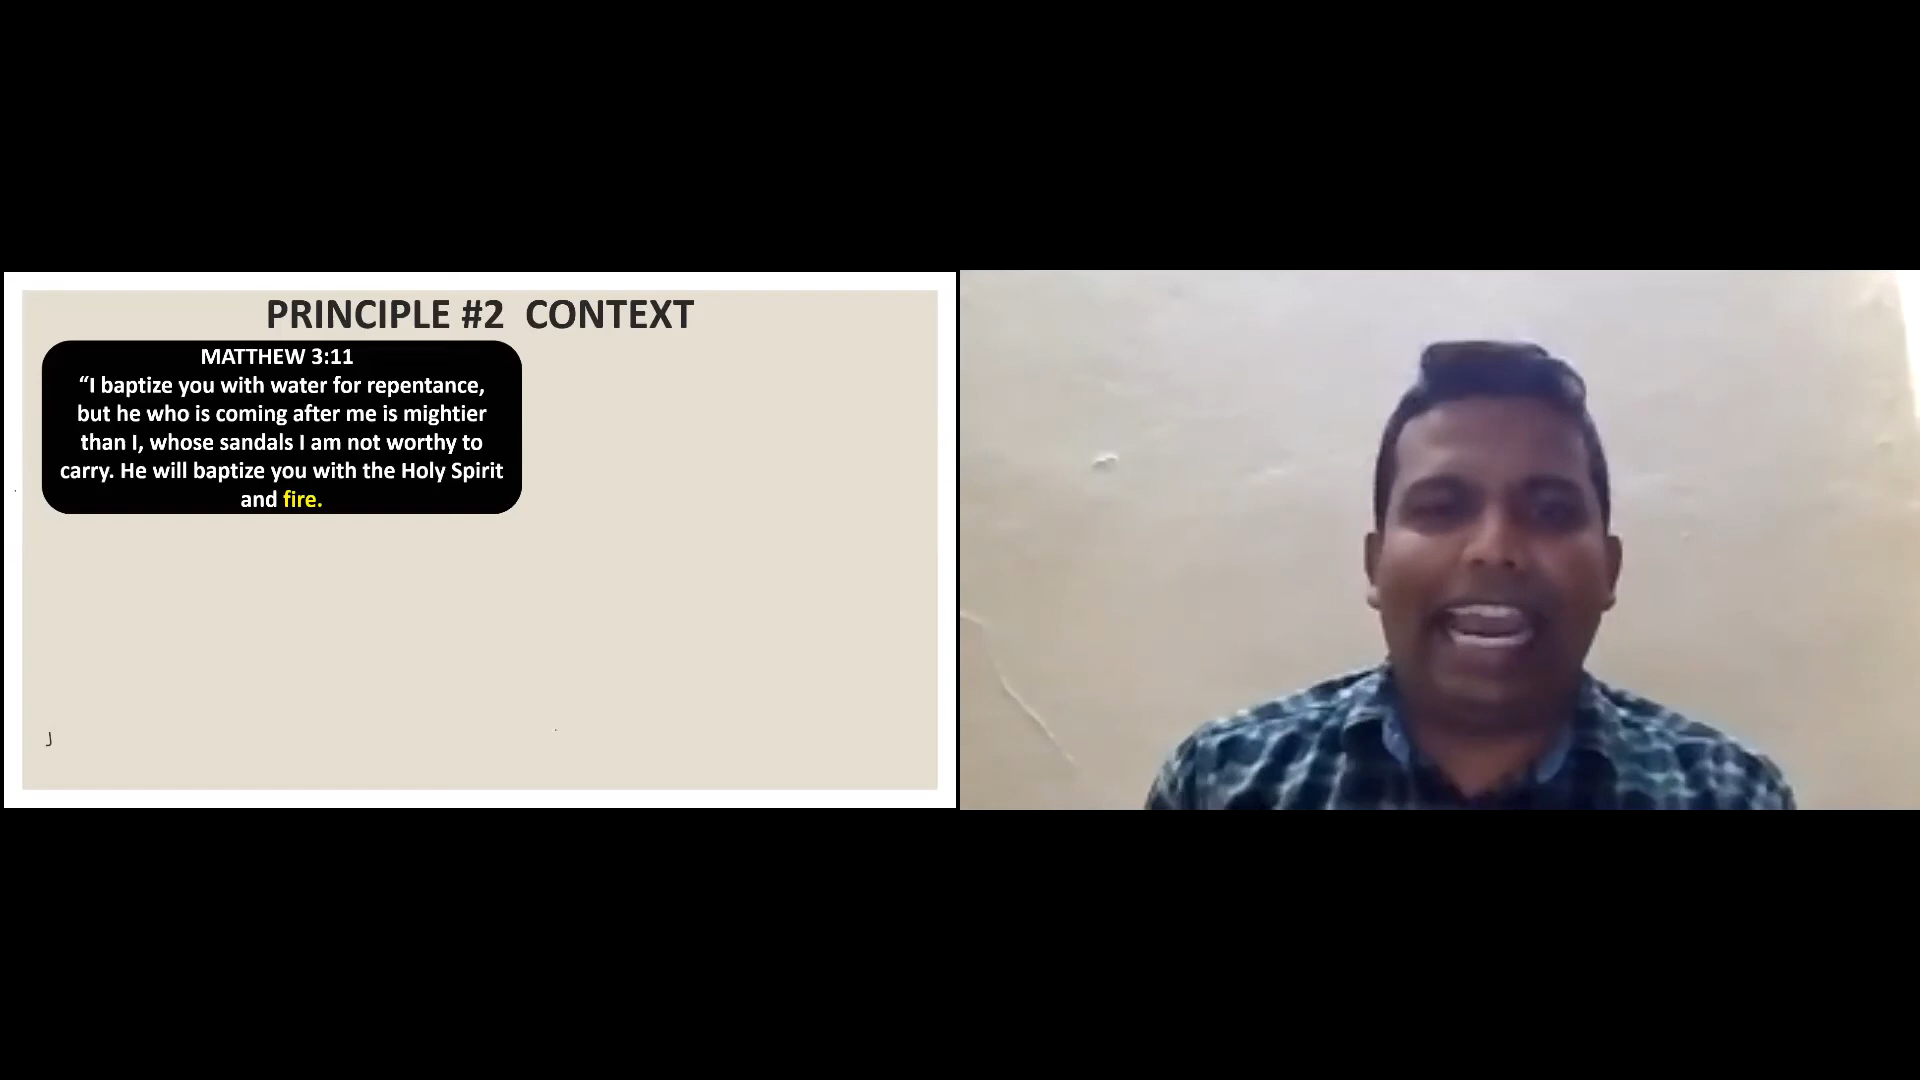 PRINCIPLE #2 CONTEXT
MATTHEW 3:11
“I baptize you with water for repentance,
but he who is coming after me is mightier
than I, whose sandals I am not worthy to
carry. He will baptize you with the Holy Spirit
and fire.
J